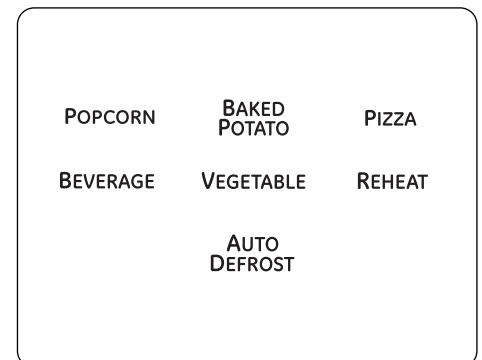 POPCORN BAKED POTATO PIZZA
BEVERAGE VEGETABLE REHEAT
AUTO
DEFROST